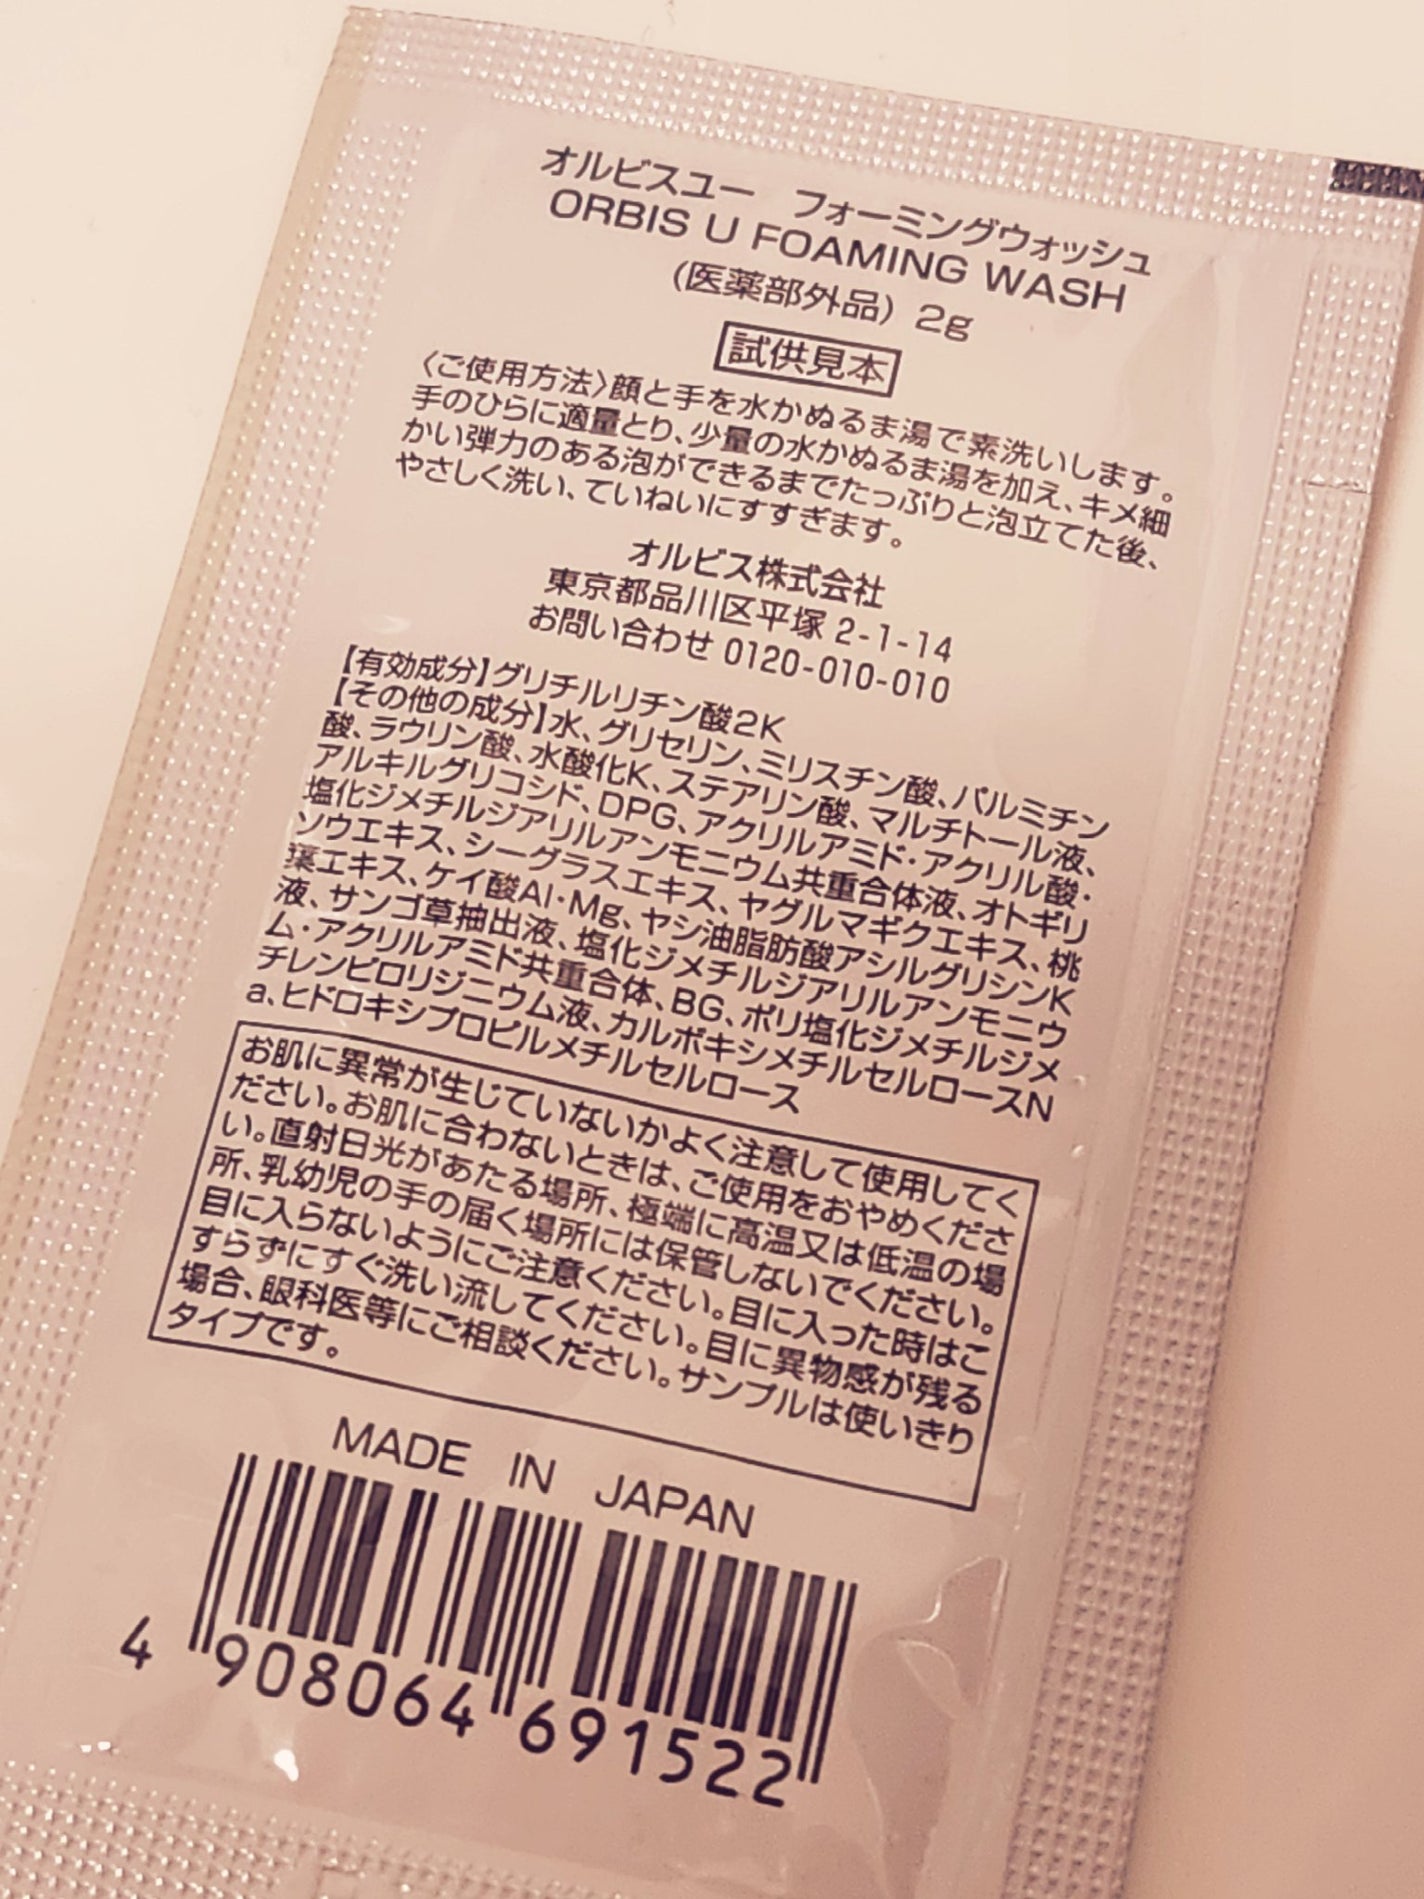 オルビスユー　フォーミングウォッシュ
ORBIS U FOAMING WASH
(医薬部外品) 2g
試供見本
〈ご使用方法〉顔と手を水かぬるま湯で素洗いします。
手のひらに適量とり、少量の水かぬるま湯を加え、キメ細
かい弾力のある泡ができるまでたっぷりと泡立てた後、
やさしく洗い、ていねいにすすぎます。
オルビス株式会社
東京都品川区平塚 2-1-14
お問い合わせ 0120-010-010
【有効成分】グリチルリチン酸2K
【その他の成分】水、グリセリン、ミリスチン酸、パルミチン
酸、ラウリン酸、水酸化K、ステアリン酸、マルチトール液、
アルキルグリコシド、DPG、アクリルアミド・アクリル酸・
塩化ジメチルジアリルアンモニウム共重合体液、オトギリ
ソウエキス、シーグラスエキス、ヤグルマギクエキス、桃
葉エキス、ケイ酸Al・Mg、ヤシ油脂肪酸アシルグリシンK
液、サンゴ草抽出液、塩化ジメチルジアリルアンモニウ
ム・アクリルアミド共重合体、BG、ポリ塩化ジメチルジメ
チレンピロリジニウム液、カルボキシメチルセルロースN
a、ヒドロキシプロピルメチルセルロース
お肌に異常が生じていないかよく注意して使用してく
ださい。お肌に合わないときは、ご使用をおやめくださ
い。直射日光があたる場所、極端に高温又は低温の場
所、乳幼児の手の届く場所には保管しないでください。
目に入らないようにご注意ください。目に入った時はこ
すらずにすぐ洗い流してください。目に異物感が残る
場合、眼科医等にご相談ください。サンプルは使いきり
タイプです。
MADE IN JAPAN
4 908064 691522